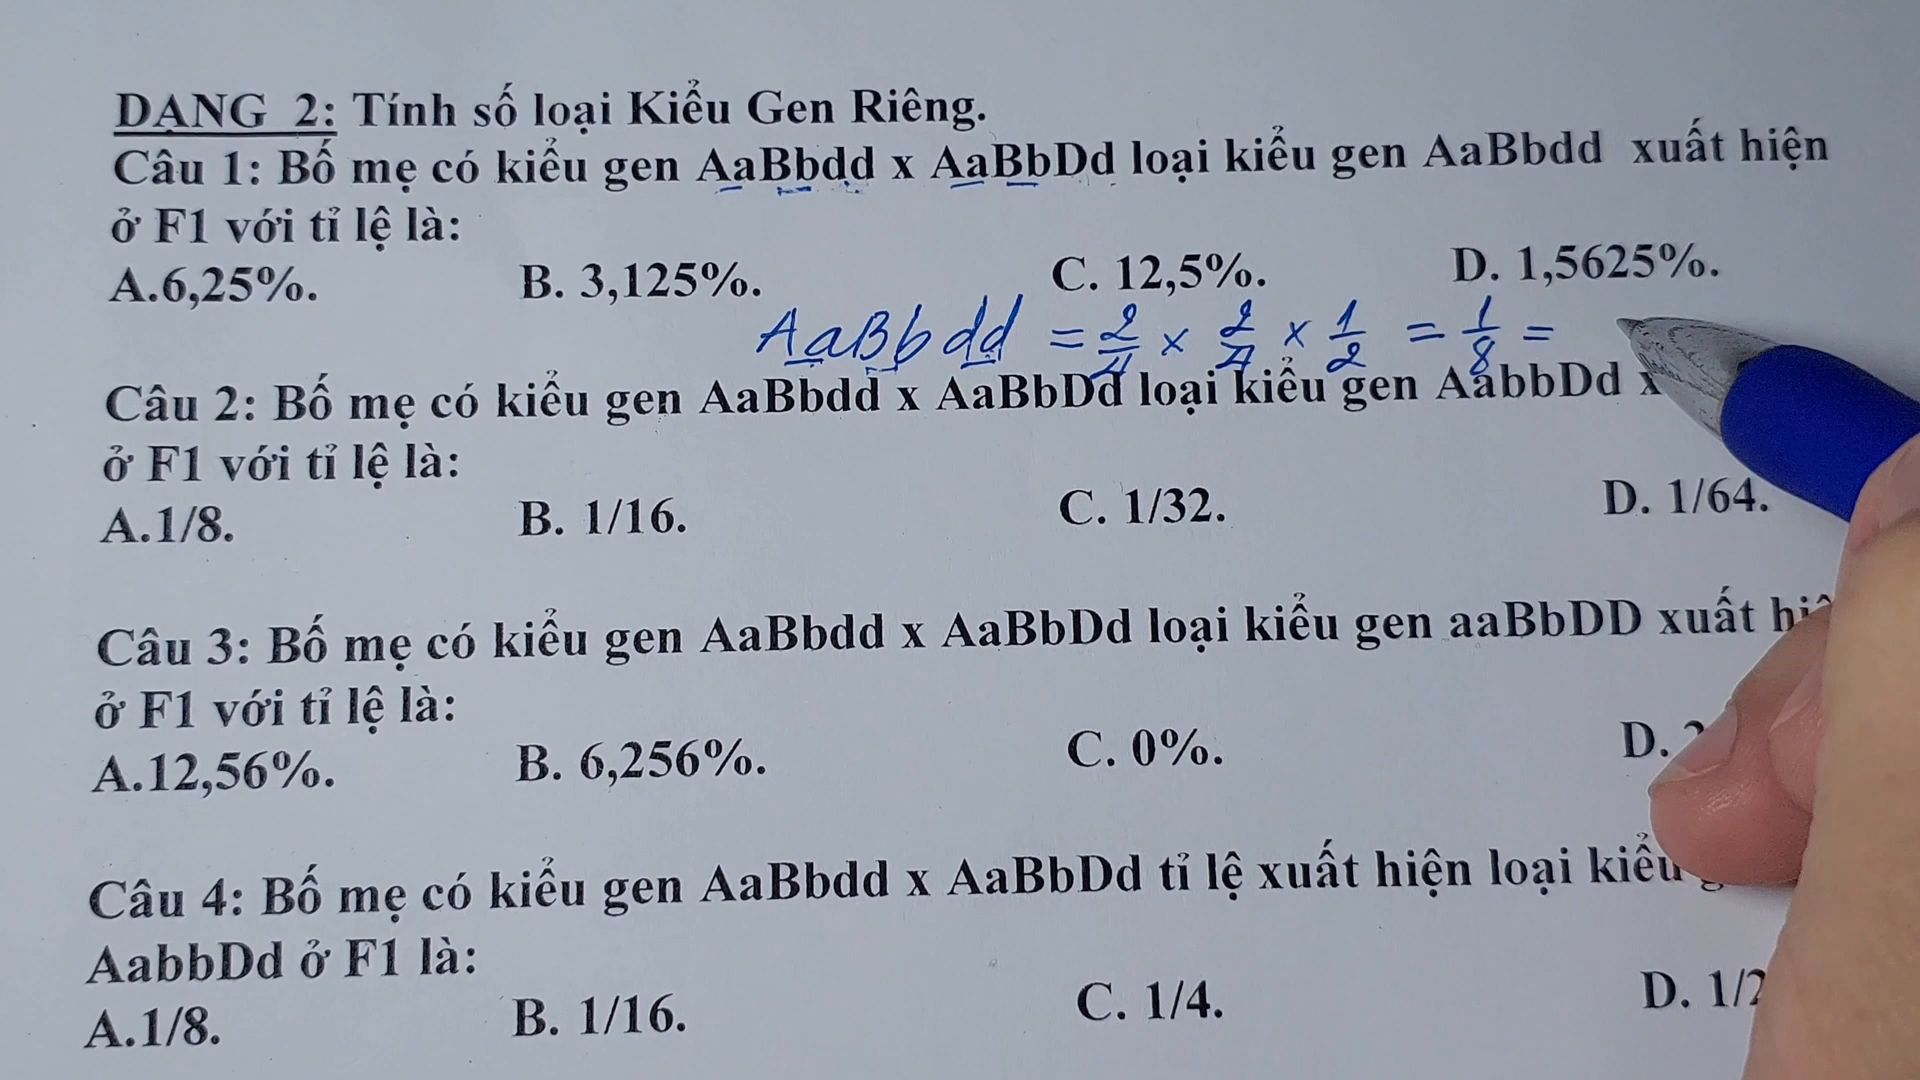 DẠNG 2: Tính số loại Kiểu Gen Riêng.
Câu 1: Bố mẹ có kiểu gen AaBbdd x AaBbDd loại kiểu gen AaBbdd xuất hiện
ở F1 với tỉ lệ là:
A.6,25%. B. 3,125%. C. 12,5%. D. 1,5625%.
AaBbdd = 2/4 x 2/4 x 1/2 = 1/8 =
Câu 2: Bố mẹ có kiểu gen AaBbdd x AaBbDd loại kiểu gen AabbDd x
ở F1 với tỉ lệ là:
A.1/8. B. 1/16. C. 1/32. D. 1/64.
Câu 3: Bố mẹ có kiểu gen AaBbdd x AaBbDd loại kiểu gen aaBbDD xuất
ở F1 với tỉ lệ là:
A.12,56%. B. 6,256%. C. 0%. D.
Câu 4: Bố mẹ có kiểu gen AaBbdd x AaBbDd tỉ lệ xuất hiện loại kiểu
AabbDd ở F1 là:
A.1/8. B. 1/16. C. 1/4. D. 1/2